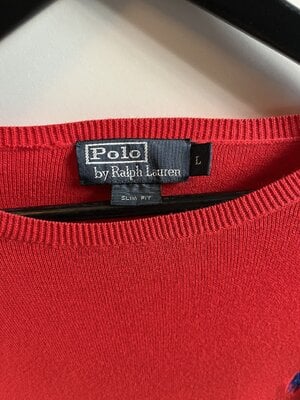 Polo
by Ralph Lauren
L
SLIM FIT